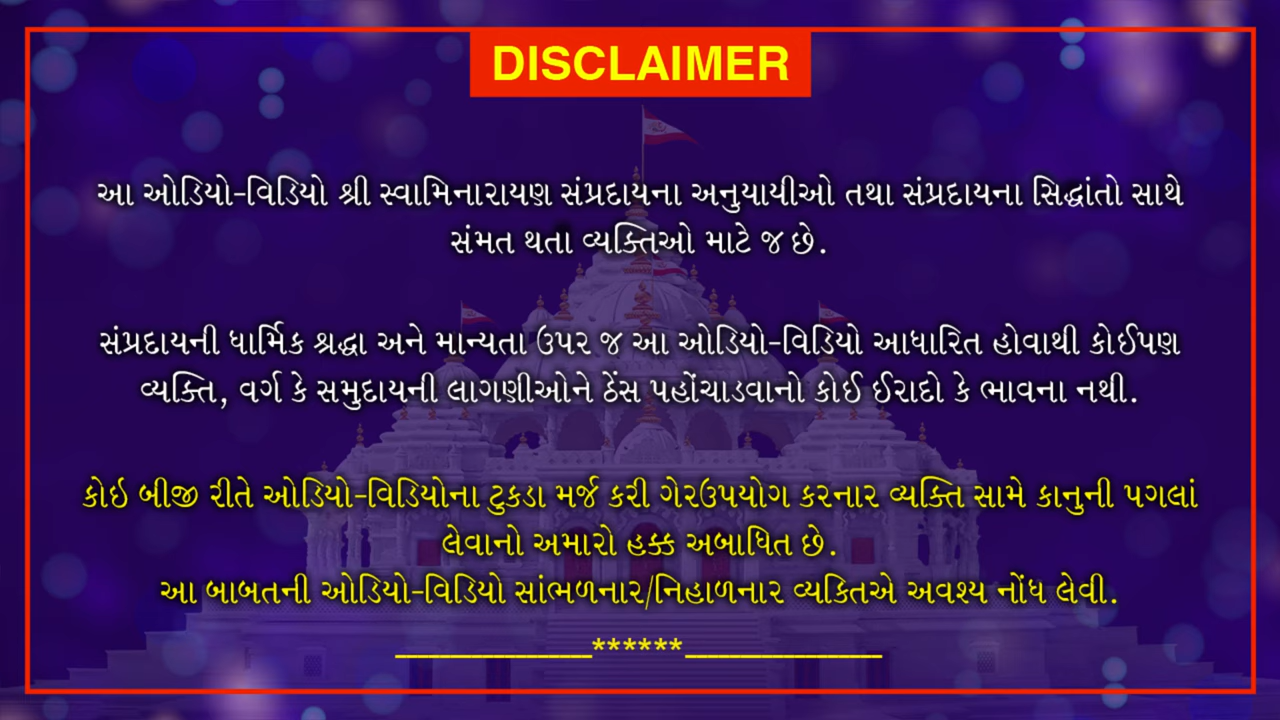 DISCLAIMER
આ ઓડિયો-વિડિયો શ્રી સ્વામિનારાયણ સંપ્રદાયના અનુયાયીઓ તથા સંપ્રદાયના સિદ્ધાંતો સાથે
સંમત થતા વ્યક્તિઓ માટે જ છે.
સંપ્રદાયની ધાર્મિક શ્રદ્ધા અને માન્યતા ઉપર જ આ ઓડિયો-વિડિયો આધારિત હોવાથી કોઈપણ
વ્યક્તિ, વર્ગ કે સમુદાયની લાગણીઓને ઠેંસ પહોંચાડવાનો કોઈ ઈરાદો કે ભાવના નથી.
કોઇ બીજી રીતે ઓડિયો-વિડિયોના ટુકડા મર્જ કરી ગેરઉપયોગ કરનાર વ્યક્તિ સામે કાનુની પગલાં
લેવાનો અમારો હક્ક અબાધિત છે.
આ બાબતની ઓડિયો-વિડિયો સાંભળનાર/નિહાળનાર વ્યકિતએ અવશ્ય નોંધ લેવી.
_______________******_______________